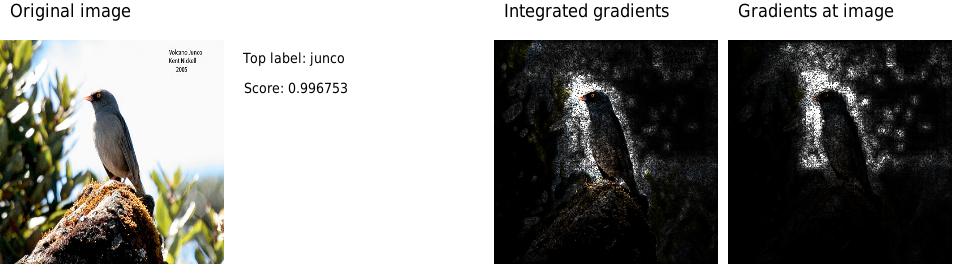 Original image
Integrated gradients
Gradients at image
Volcano Junco
Kent Nickell
2005
Top label: junco
Score: 0.996753